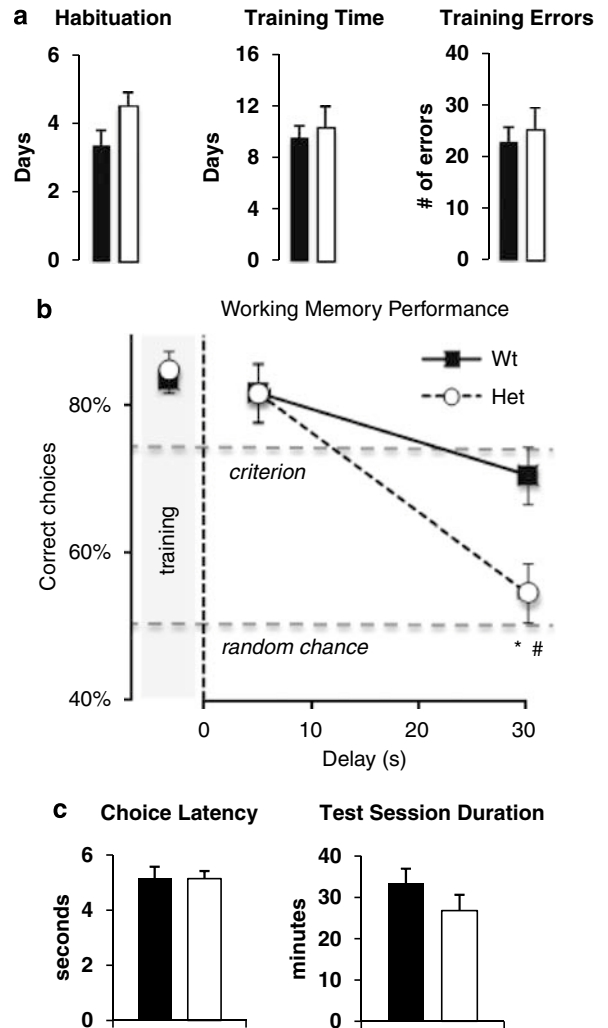 a Habituation Training Time Training Errors
6
4
2
0
Days
16
12
8
4
0
Days
40
30
20
10
0
# of errors
b Working Memory Performance
Wt
Het
80%
60%
40%
Correct choices
training
criterion
random chance
* #
0 10 20 30
Delay (s)
c Choice Latency Test Session Duration
6
4
2
0
seconds
40
30
20
10
0
minutes